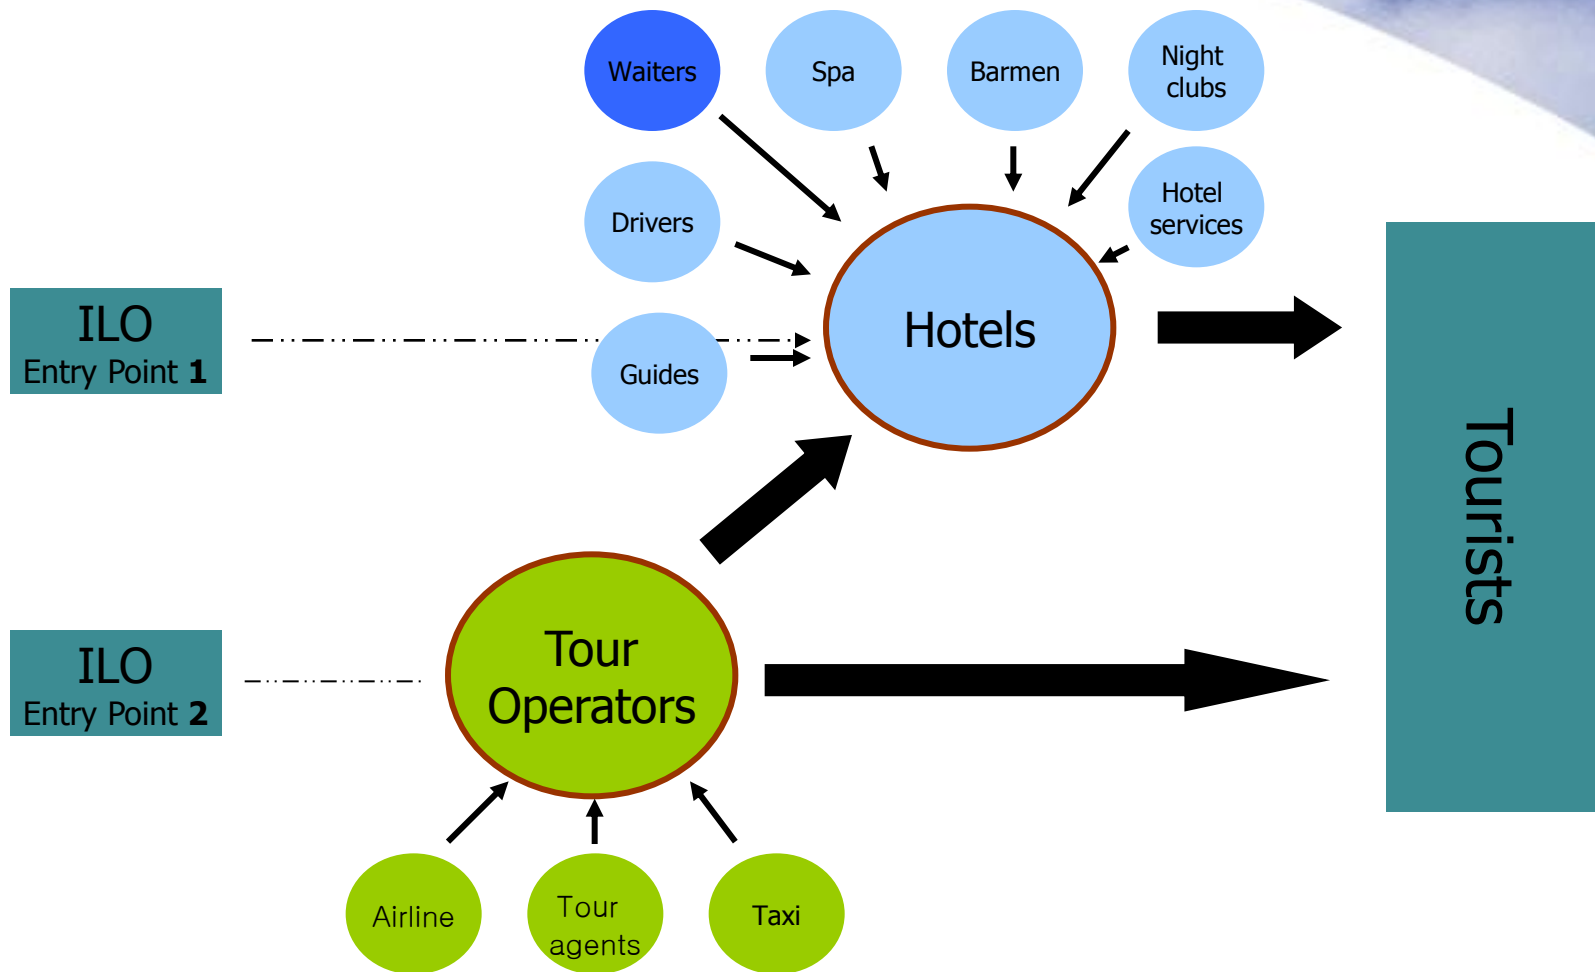 Waiters
Spa
Barmen
Night
clubs
Drivers
Hotel
services
ILO
Entry Point 1
Guides
Hotels
Tourists
ILO
Entry Point 2
Tour
Operators
Airline
Tour
agents
Taxi